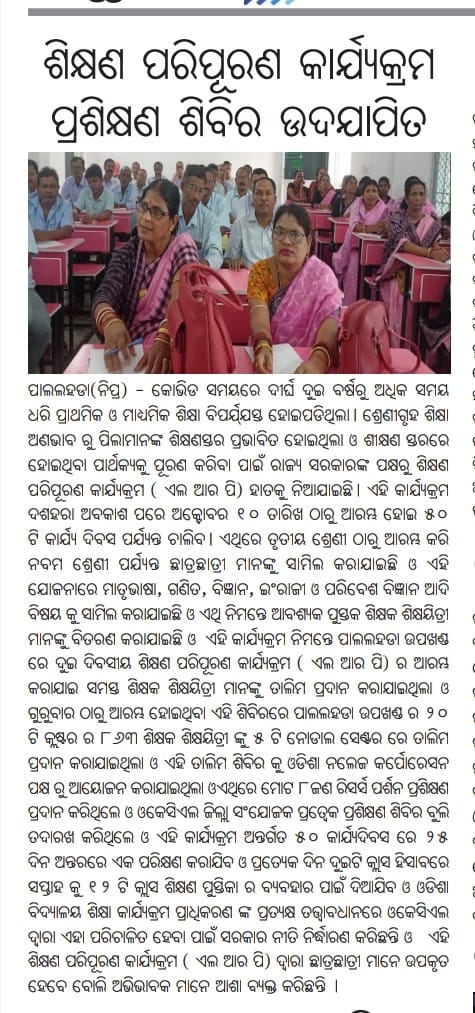 ଶିକ୍ଷଣ ପରିପୂରଣ କାର୍ଯ୍ୟକ୍ରମ
ପ୍ରଶିକ୍ଷଣ ଶିବିର ଉଦଯାପିତ
ପାଲଲହଡା(ନିପ୍ର) - କୋଭିଡ ସମୟରେ ଦୀର୍ଘ ଦୁଇ ବର୍ଷରୁ ଅଧିକ ସମୟ
ଧରି ପ୍ରାଥମିକ ଓ ମାଧମିକ ଶିକ୍ଷା ବିପର୍ଯ୍ୟସ୍ତ ହୋଇପଡିଥିଲା। ଶ୍ରେଣୀଗୃହ ଶିକ୍ଷା
ଅଣଭାବ ରୁ ପିଲାମାନଙ୍କ ଶିକ୍ଷଣସ୍ତର ପ୍ରଭାବିତ ହୋଇଥିଲା ଓ ଶୀକ୍ଷଣ ସ୍ତରରେ
ହୋଇଥିବା ପାର୍ଥକ୍ୟକୁ ପୂରଣ କରିବା ପାଇଁ ରାଜ୍ୟ ସରକାରଙ୍କ ପକ୍ଷରୁ ଶିକ୍ଷଣ
ପରିପୂରଣ କାର୍ଯ୍ୟକ୍ରମ ( ଏଲ ଆର ପି) ହାତକୁ ନିଆଯାଇଛି। ଏହି କାର୍ଯ୍ୟକ୍ରମ
ଦଶହରା ଅବକାଶ ପରେ ଅକ୍ଟୋବର ୧୦ ତାରିଖ ଠାରୁ ଆରମ୍ଭ ହୋଇ ୫୦
ଟି କାର୍ଯ୍ୟ ଦିବସ ପର୍ଯ୍ୟନ୍ତ ଚାଲିବ। ଏଥିରେ ତୃତୀୟ ଶ୍ରେଣୀ ଠାରୁ ଆରମ୍ଭ କରି
ନବମ ଶ୍ରେଣୀ ପର୍ଯ୍ୟନ୍ତ ଛାତ୍ରଛାତ୍ରୀ ମାନଙ୍କୁ ସାମିଲ କରାଯାଇଛି ଓ ଏହି
ଯୋଜନାରେ ମାତୃଭାଷା, ଗଣିତ, ବିଜ୍ଞାନ, ଇଂରାଜୀ ଓ ପରିବେଶ ବିଜ୍ଞାନ ଆଦି
ବିଷୟ କୁ ସାମିଲ କରାଯାଇଛି ଓ ଏଥି ନିମନ୍ତେ ଆବଶ୍ୟକ ପୁସ୍ତକ ଶିକ୍ଷକ ଶିକ୍ଷୟିତ୍ରୀ
ମାନଙ୍କୁ ବିତରଣ କରାଯାଇଛି ଓ ଏହି କାର୍ଯ୍ୟକ୍ରମ ନିମନ୍ତେ ପାଲଲହଡା ଉପଖଣ୍ଡ
ରେ ଦୁଇ ଦିବସୀୟ ଶିକ୍ଷଣ ପରିପୂରଣ କାର୍ଯ୍ୟକ୍ରମ ( ଏଲ ଆର ପି) ର ଆରମ୍ଭ
କରାଯାଇ ସମସ୍ତ ଶିକ୍ଷକ ଶିକ୍ଷୟିତ୍ରୀ ମାନଙ୍କୁ ତାଲିମ ପ୍ରଦାନ କରାଯାଇଥିଲା ଓ
ଗୁରୁବାର ଠାରୁ ଆରମ୍ଭ ହୋଇଥିବା ଏହି ଶିବିରରେ ପାଲଲହଡା ଉପଖଣ୍ଡ ର ୨୦
ଟି କ୍ଲଷ୍ଟର ର ୮୬୩ ଶିକ୍ଷକ ଶିକ୍ଷୟିତ୍ରୀ ଙ୍କୁ ୫ ଟି ନୋଡାଲ ସେଣ୍ଟର ରେ ତାଲିମ
ପ୍ରଦାନ କରାଯାଇଥିଲା ଓ ଏହି ତାଲିମ ଶିବିର କୁ ଓଡିଶା ନଲେଜ କର୍ପୋରେସନ
ପକ୍ଷ ରୁ ଆୟୋଜନ କରାଯାଇଥିଲା ଓଏଥିରେ ମୋଟ ୮ଜଣ ରିସର୍ସ ପର୍ଶନ ପ୍ରଶିକ୍ଷଣ
ପ୍ରଦାନ କରିଥିଲେ ଓ ଓକେସିଏଲ ଜିଲ୍ଲା ସଂଯୋଜକ ପ୍ରତ୍ୱେକ ପ୍ରଶିକ୍ଷଣ ଶିବିର ବୁଲି
ତଦାରଖ କରିଥିଲେ ଓ ଏହି କାର୍ଯ୍ୟକ୍ରମ ଅନ୍ତର୍ଗତ ୫୦ କାର୍ଯ୍ୟଦିବସ ରେ ୨୫
ଦିନ ଅନ୍ତରରେ ଏକ ପରିକ୍ଷଣ କରାଯିବ ଓ ପ୍ରତ୍ୟେକ ଦିନ ଦୁଇଟି କ୍ଲାସ ହିସାବରେ
ସପ୍ତାହ କୁ ୧୨ ଟି କ୍ଲାସ ଶିକ୍ଷଣ ପୁସ୍ତିକା ର ବ୍ୟବହାର ପାଇଁ ଦିଆଯିବ ଓ ଓଡିଶା
ବିଦ୍ୟାଳୟ ଶିକ୍ଷା କାର୍ଯ୍ୟକ୍ରମ ପ୍ରାଧିକରଣ ଙ୍କ ପ୍ରତ୍ୟକ୍ଷ ତତ୍ତ୍ୱାବଧାନରେ ଓକେସିଏଲ
ଦ୍ୱାରା ଏହା ପରିଚାଳିତ ହେବା ପାଇଁ ସରକାର ନୀତି ନିର୍ଦ୍ଧାରଣ କରିଛନ୍ତି ଓ ଏହି
ଶିକ୍ଷଣ ପରିପୂରଣ କାର୍ଯ୍ୟକ୍ରମ ( ଏଲ ଆର ପି) ଦ୍ୱାରା ଛାତ୍ରଛାତ୍ରୀ ମାନେ ଉପକୃତ
ହେବେ ବୋଲି ଅଭିଭାବକ ମାନେ ଆଶା ବ୍ୟକ୍ତ କରିଛନ୍ତି ।